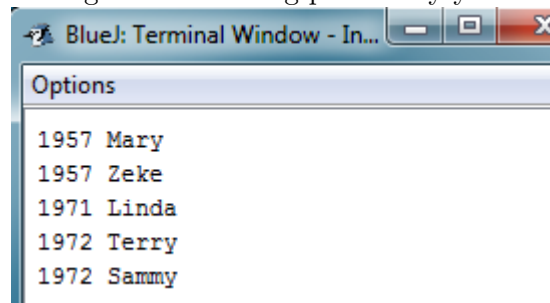 BlueJ: Terminal Window - In...
Options
1957 Mary
1957 Zeke
1971 Linda
1972 Terry
1972 Sammy